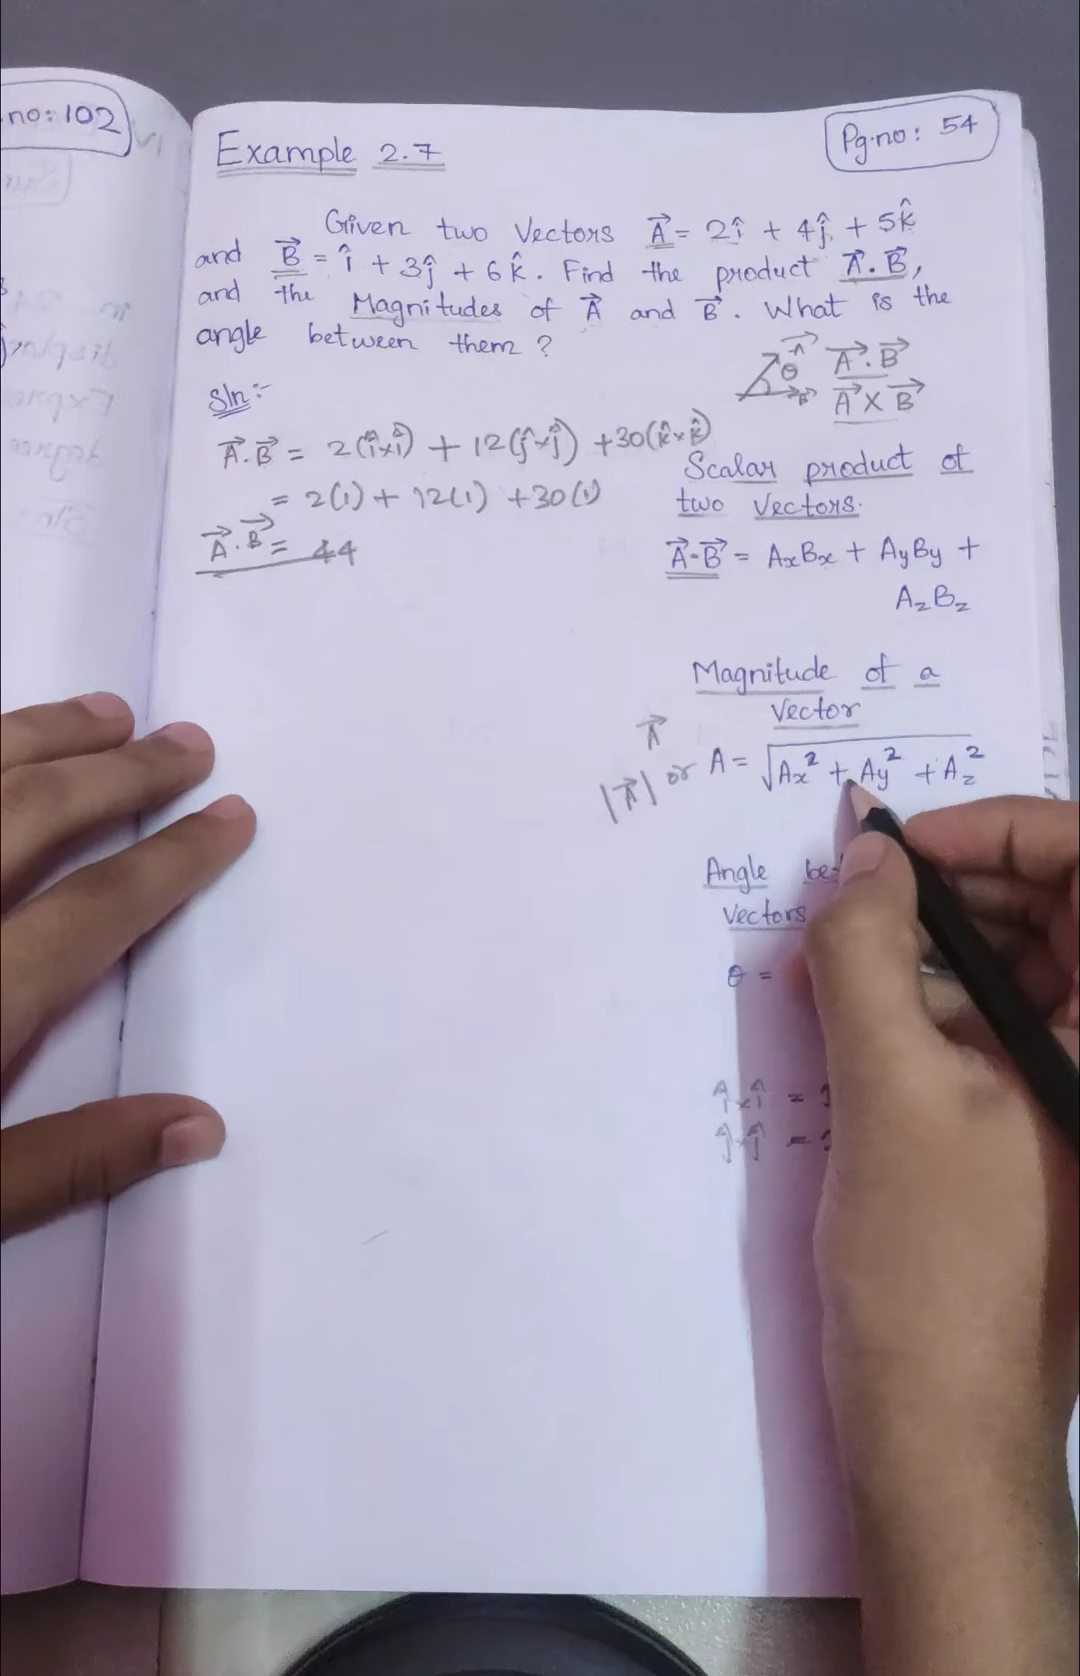 no: 102
Pg.no: 54
Example 2.7
Given two Vectors A⃗ = 2î + 4ĵ + 5k̂
and B⃗ = î + 3ĵ + 6k̂. Find the product A⃗.B⃗,
and the Magnitudes of A⃗ and B⃗. What is the
angle between them?
Sln:-
A⃗.B⃗ = 2(î×î) + 12(ĵ×ĵ) +30(k̂×k̂)
= 2(1) + 12(1) +30(1)
A⃗.B⃗ = 44
A⃗ θ B⃗
A⃗.B⃗
A⃗×B⃗
Scalar product of
two Vectors.
A⃗.B⃗ = AxBx + AyBy +
AzBz
Magnitude of a
Vector
A⃗
|A⃗| or A = √Ax² + Ay² + Az²
Angle
Vectors
θ =
î×î =
ĵ×ĵ =